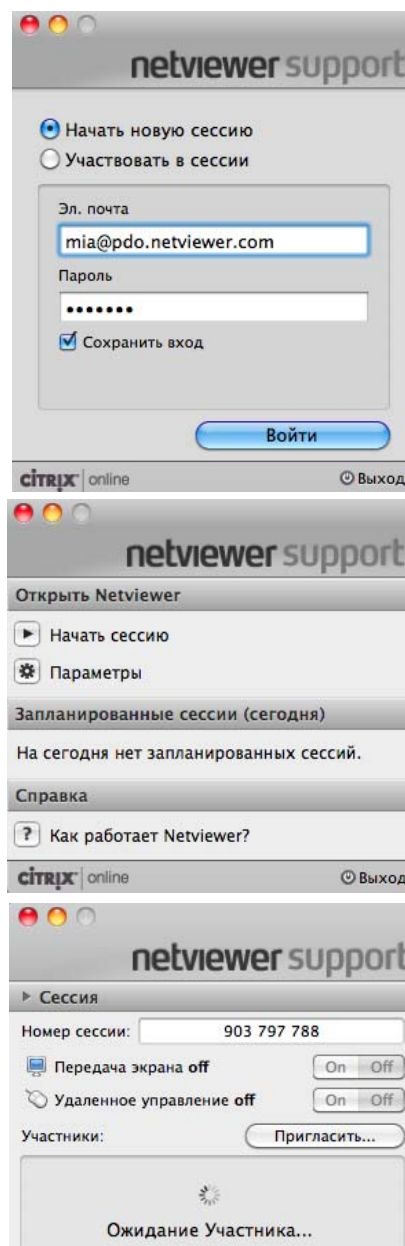 netviewer support
Начать новую сессию
Участвовать в сессии
Эл. почта
mia@pdo.netviewer.com
Пароль
•••••••
Сохранить вход
Войти
CITRIX online Выход
netviewer support
Открыть Netviewer
Начать сессию
Параметры
Запланированные сессии (сегодня)
На сегодня нет запланированных сессий.
Справка
? Как работает Netviewer?
CITRIX online Выход
netviewer support
Сессия
Номер сессии: 903 797 788
Передача экрана off On Off
Удаленное управление off On Off
Участники: Пригласить...
Ожидание Участника...